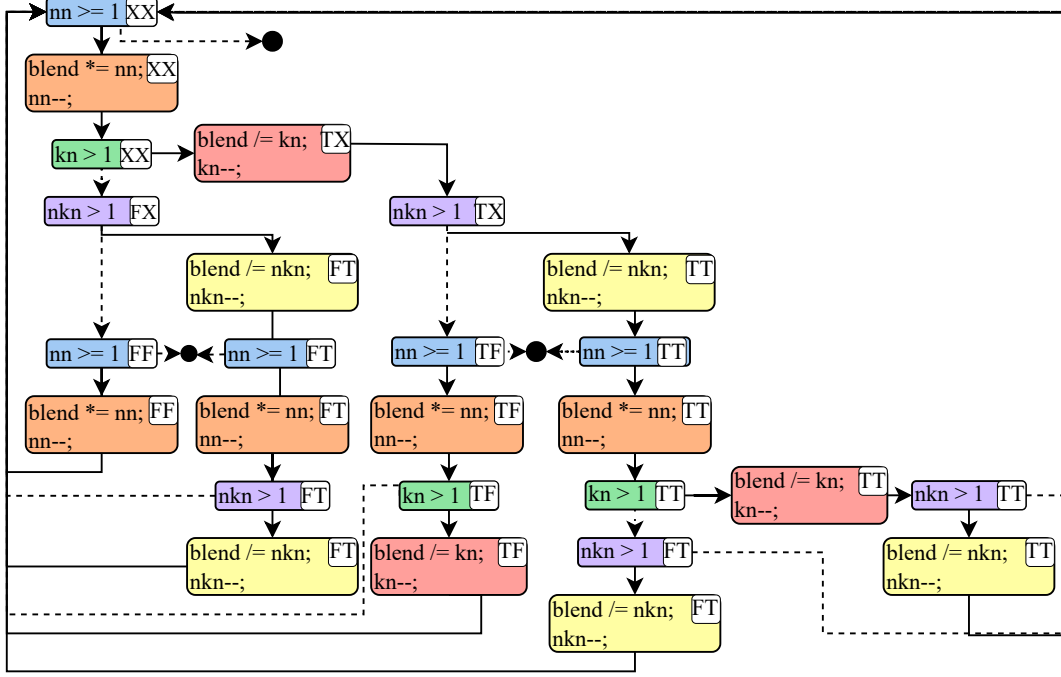 nn >= 1 XX
blend *= nn; XX
nn--;
kn > 1 XX
blend /= kn; TX
kn--;
nkn > 1 FX
nkn > 1 TX
blend /= nkn; FT
nkn--;
blend /= nkn; TT
nkn--;
nn >= 1 FF
nn >= 1 FT
nn >= 1 TF
nn >= 1 TT
blend *= nn; FF
nn--;
blend *= nn; FT
nn--;
blend *= nn; TF
nn--;
blend *= nn; TT
nn--;
nkn > 1 FT
kn > 1 TF
kn > 1 TT
blend /= kn; TT
kn--;
nkn > 1 TT
blend /= nkn; FT
nkn--;
blend /= kn; TF
kn--;
nkn > 1 FT
blend /= nkn; TT
nkn--;
blend /= nkn; FT
nkn--;